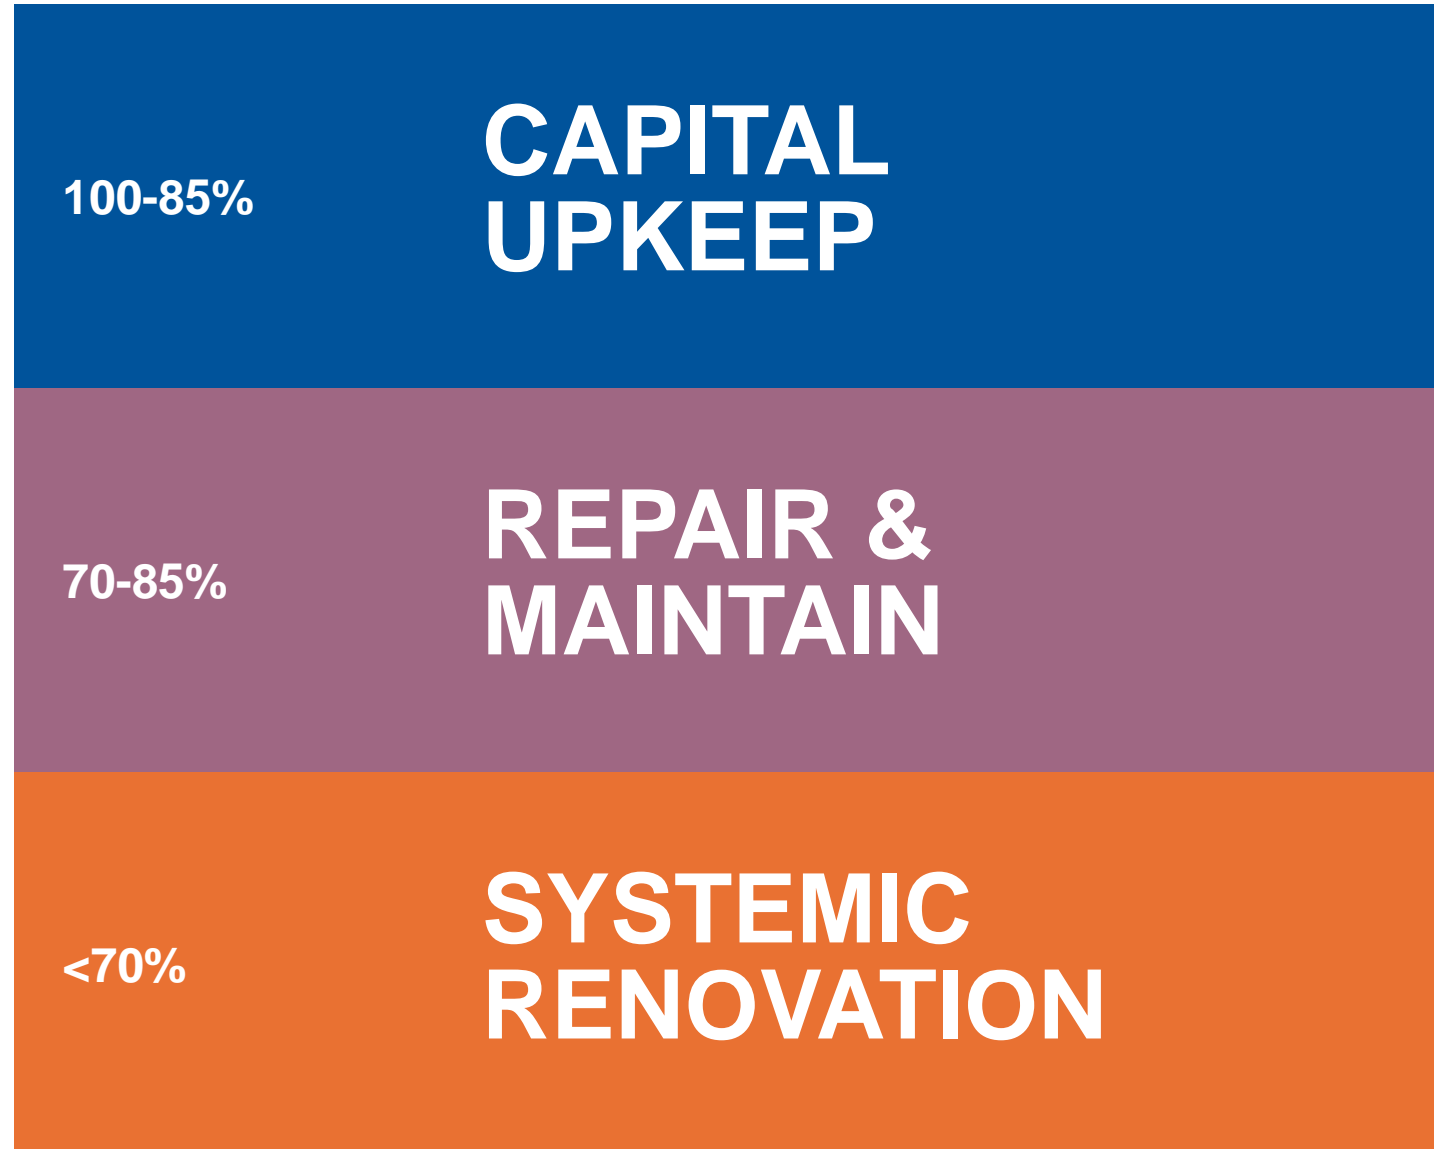 100-85%
CAPITAL
UPKEEP
70-85%
REPAIR &
MAINTAIN
<70%
SYSTEMIC
RENOVATION